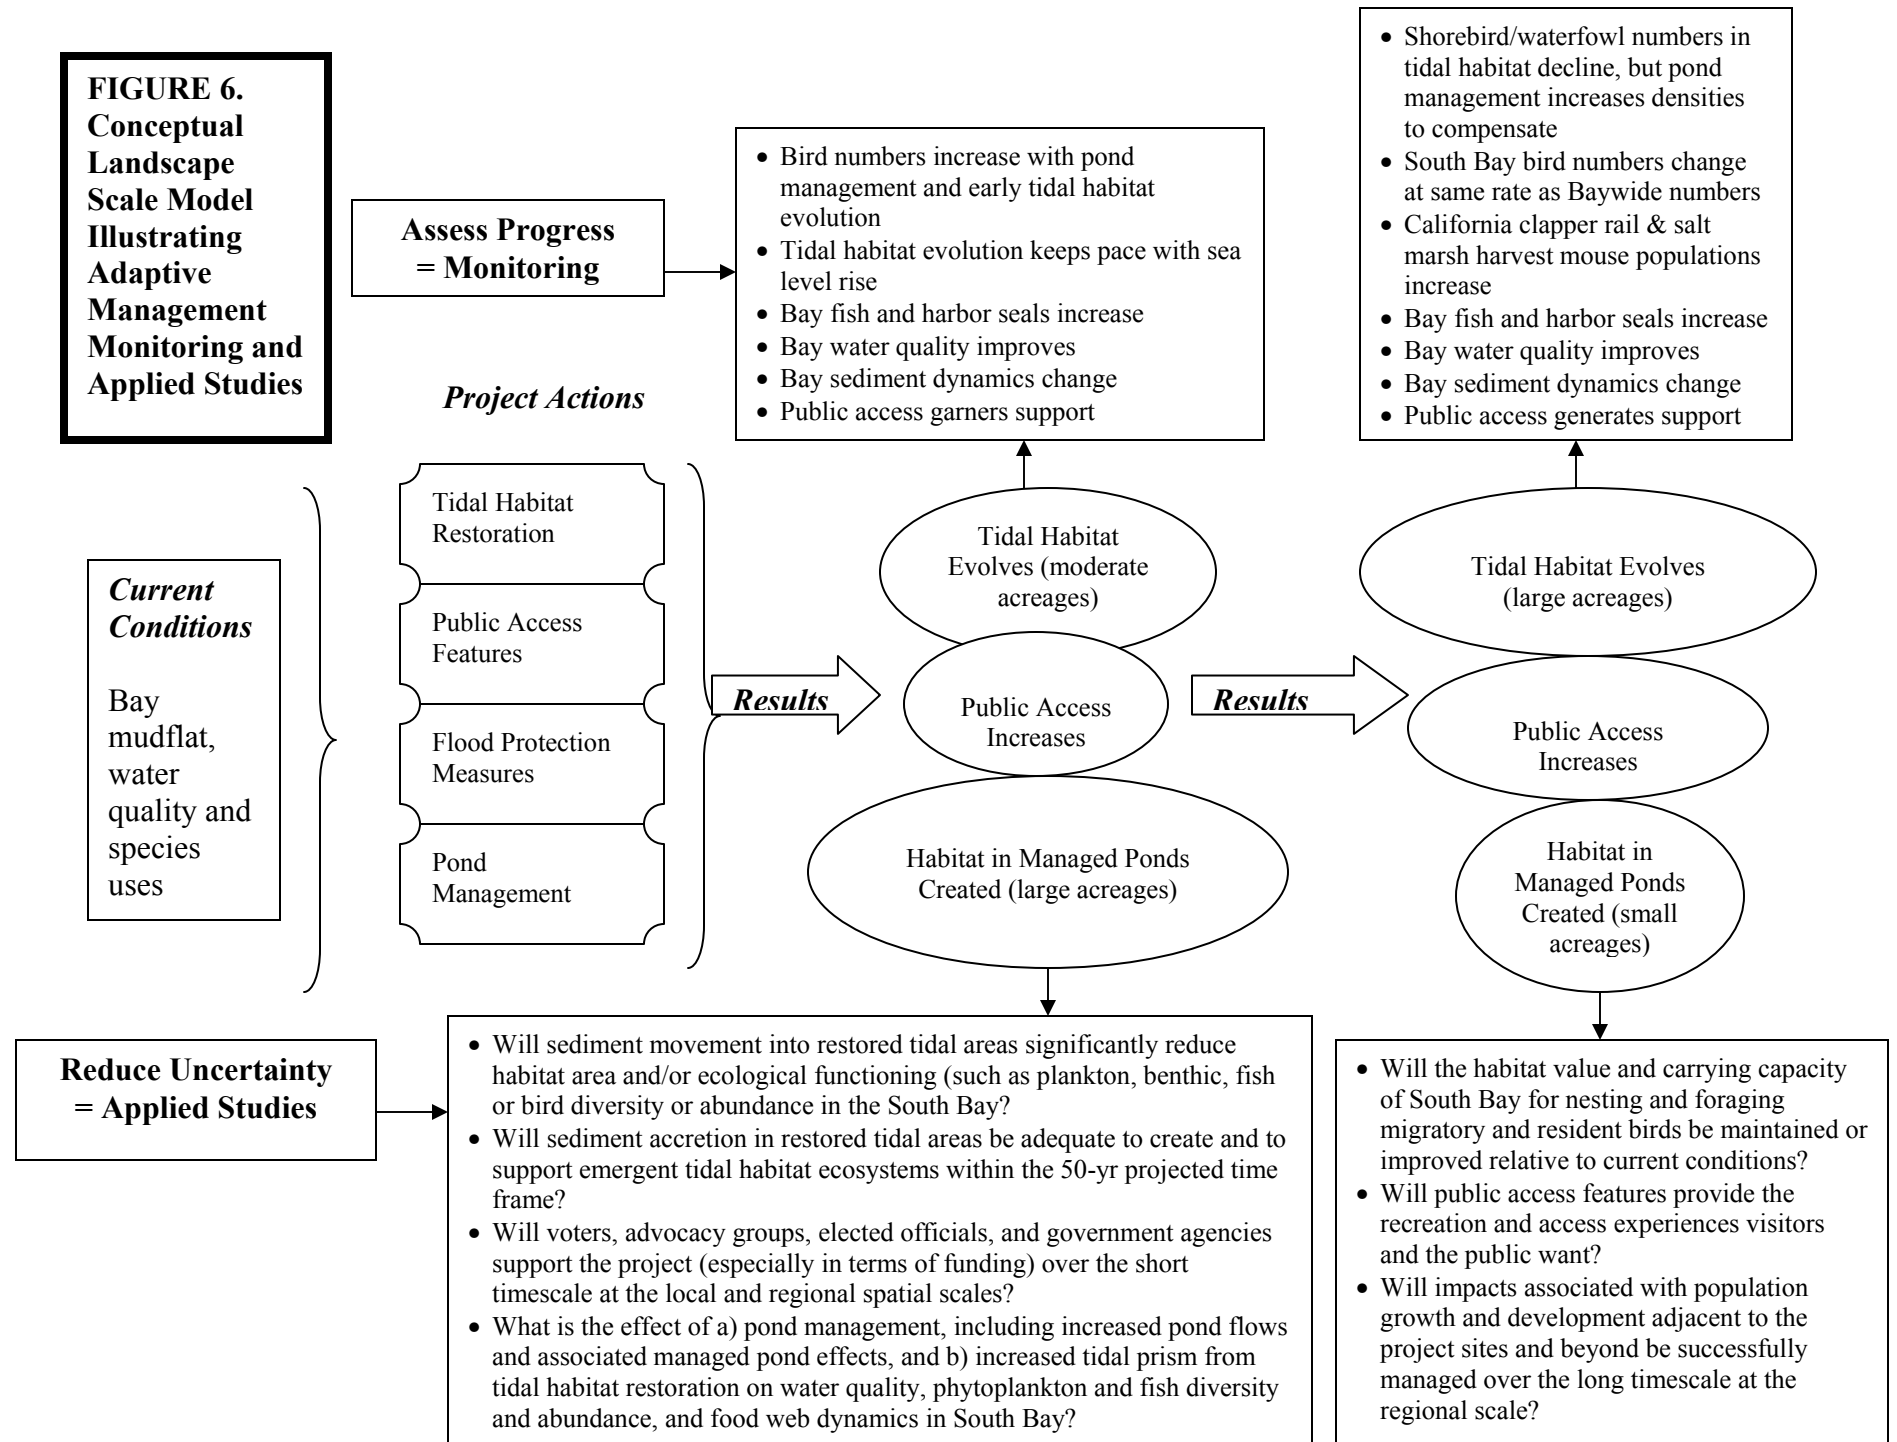 FIGURE 6.
Conceptual
Landscape
Scale Model
Illustrating
Adaptive
Management
Monitoring and
Applied Studies
Assess Progress
= Monitoring
• Bird numbers increase with pond
management and early tidal habitat
evolution
• Tidal habitat evolution keeps pace with sea
level rise
• Bay fish and harbor seals increase
• Bay water quality improves
• Bay sediment dynamics change
• Public access garners support
• Shorebird/waterfowl numbers in
tidal habitat decline, but pond
management increases densities
to compensate
• South Bay bird numbers change
at same rate as Baywide numbers
• California clapper rail & salt
marsh harvest mouse populations
increase
• Bay fish and harbor seals increase
• Bay water quality improves
• Bay sediment dynamics change
• Public access generates support
Current
Conditions
Bay
mudflat,
water
quality and
species
uses
Project Actions
Tidal Habitat
Restoration
Public Access
Features
Flood Protection
Measures
Pond
Management
Results
Tidal Habitat
Evolves (moderate
acreages)
Public Access
Increases
Habitat in Managed Ponds
Created (large acreages)
Results
Tidal Habitat Evolves
(large acreages)
Public Access
Increases
Habitat in
Managed Ponds
Created (small
acreages)
Reduce Uncertainty
= Applied Studies
• Will sediment movement into restored tidal areas significantly reduce
habitat area and/or ecological functioning (such as plankton, benthic, fish
or bird diversity or abundance in the South Bay?
• Will sediment accretion in restored tidal areas be adequate to create and to
support emergent tidal habitat ecosystems within the 50-yr projected time
frame?
• Will voters, advocacy groups, elected officials, and government agencies
support the project (especially in terms of funding) over the short
timescale at the local and regional spatial scales?
• What is the effect of a) pond management, including increased pond flows
and associated managed pond effects, and b) increased tidal prism from
tidal habitat restoration on water quality, phytoplankton and fish diversity
and abundance, and food web dynamics in South Bay?
• Will the habitat value and carrying capacity
of South Bay for nesting and foraging
migratory and resident birds be maintained or
improved relative to current conditions?
• Will public access features provide the
recreation and access experiences visitors
and the public want?
• Will impacts associated with population
growth and development adjacent to the
project sites and beyond be successfully
managed over the long timescale at the
regional scale?